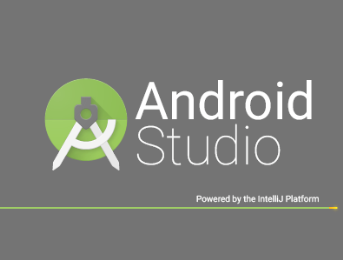 Android
Studio
Powered by the IntelliJ Platform